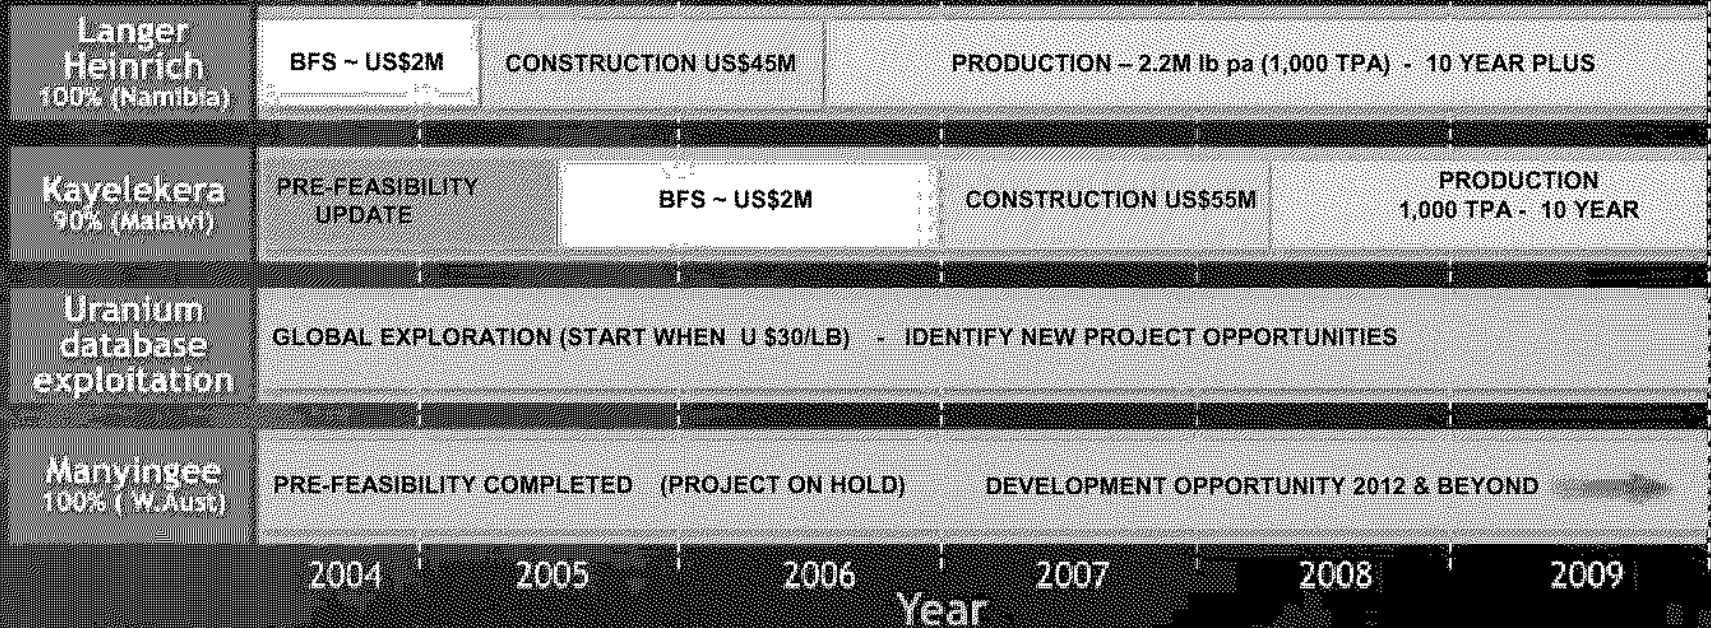 Langer
Heinrich
100% (Namibia)
BFS ~ US$2M
CONSTRUCTION US$45M
PRODUCTION – 2.2M lb pa (1,000 TPA) - 10 YEAR PLUS
Kayelekera
90% (Malawi)
PRE-FEASIBILITY
UPDATE
BFS ~ US$2M
CONSTRUCTION US$55M
PRODUCTION
1,000 TPA - 10 YEAR
Uranium
database
exploitation
GLOBAL EXPLORATION (START WHEN U $30/LB) - IDENTIFY NEW PROJECT OPPORTUNITIES
Manyingee
100% ( W.Aust)
PRE-FEASIBILITY COMPLETED (PROJECT ON HOLD) DEVELOPMENT OPPORTUNITY 2012 & BEYOND
2004 2005 2006 2007 2008 2009
Year